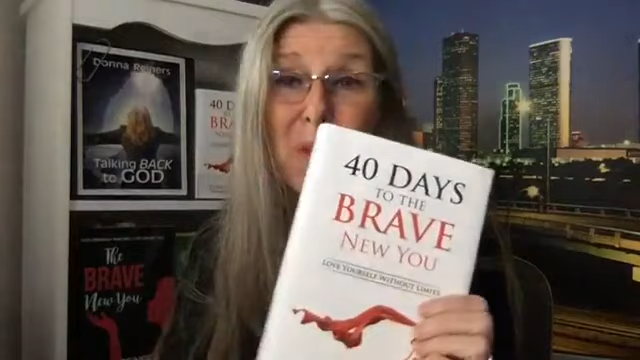 Donna Reiners
Talking BACK
to GOD
40 D
BRA
The
BRAVE
New You
40 DAYS
TO THE
BRAVE
NEW YOU
LOVE YOURSELF WITHOUT LIMITS